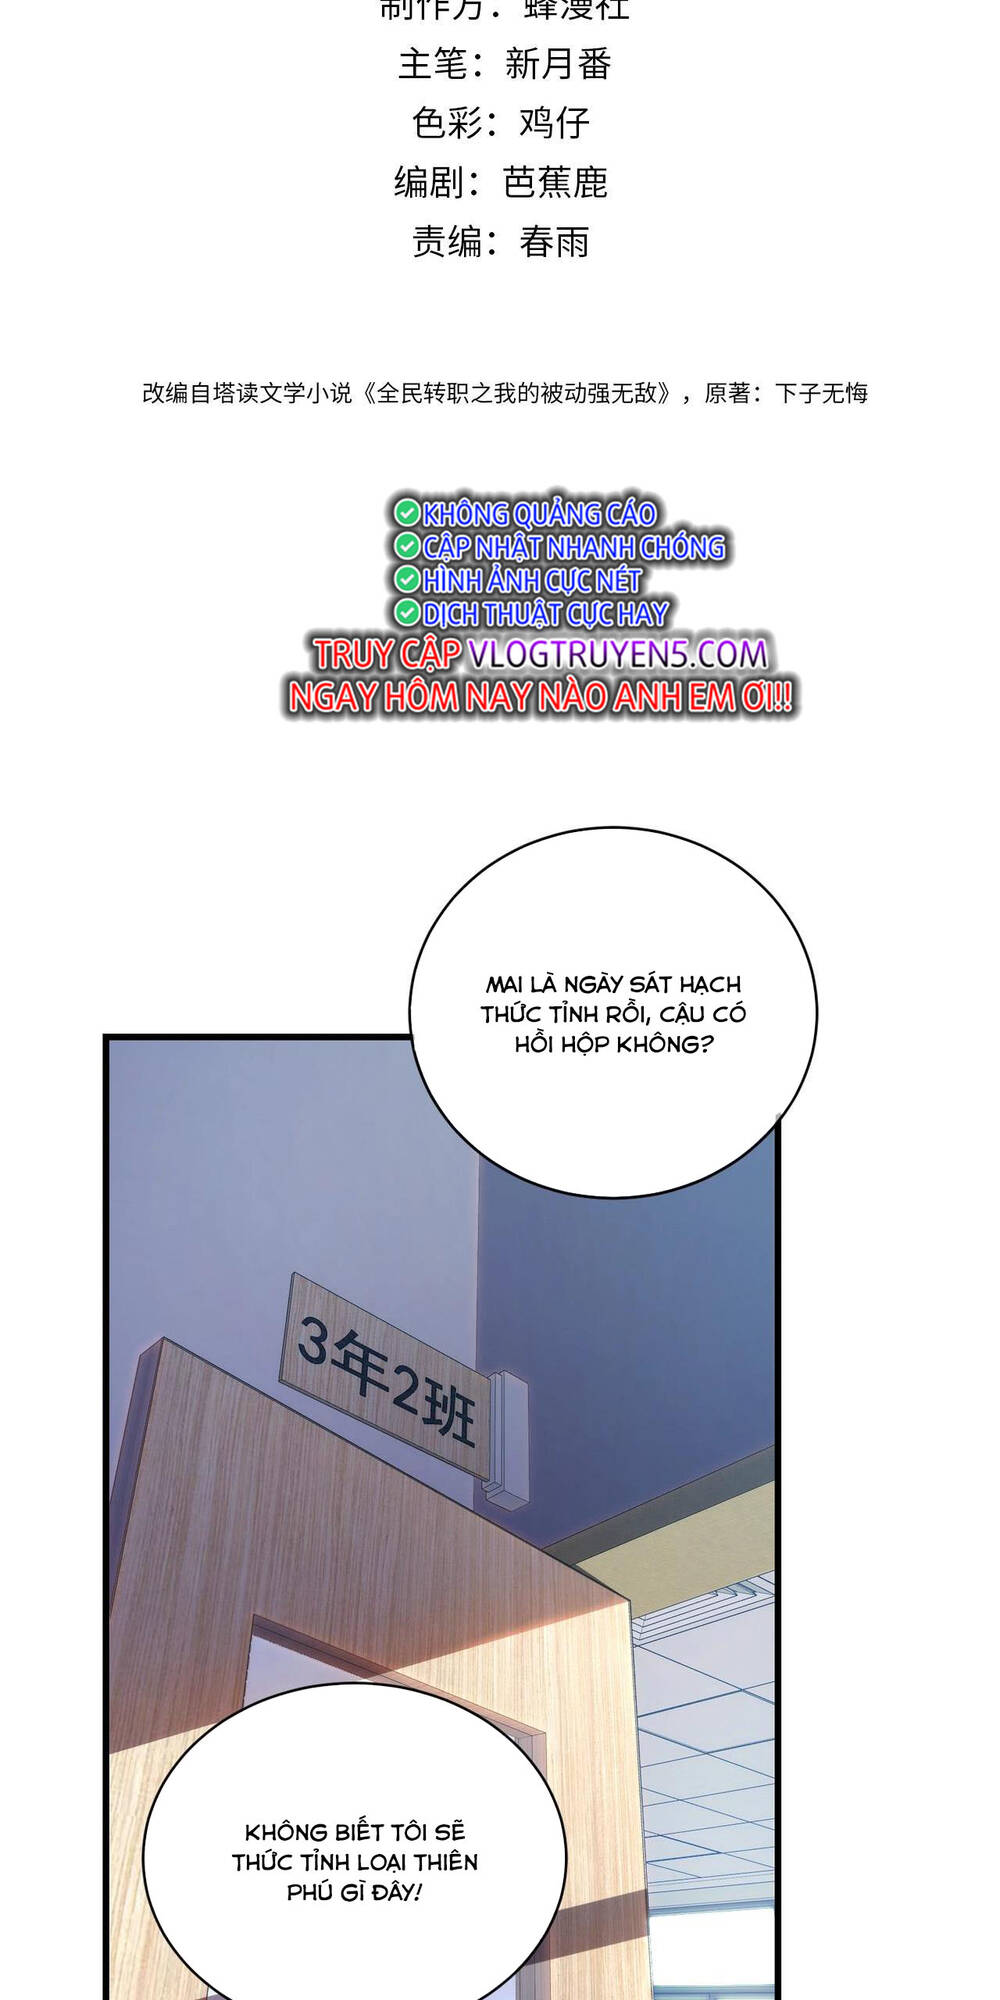 制作方：蜂漫社
主笔：新月番
色彩：鸡仔
编剧：芭蕉鹿
责编：春雨
改编自塔读文学小说《全民转职之我的被动强无敌》，原著：下子无悔
KHÔNG QUẢNG CÁO
CẬP NHẬT NHANH CHÓNG
HÌNH ẢNH CỰC NÉT
DỊCH THUẬT CỰC HAY
TRUY CẬP VLOGTRUYEN5.COM
NGAY HÔM NAY NÀO ANH EM ƠI!!
MAI LÀ NGÀY SÁT HẠCH
THỨC TỈNH RỒI, CẬU CÓ
HỒI HỘP KHÔNG?
3年2班
KHÔNG BIẾT TÔI SẼ
THỨC TỈNH LOẠI THIÊN
PHÚ GÌ ĐÂY!